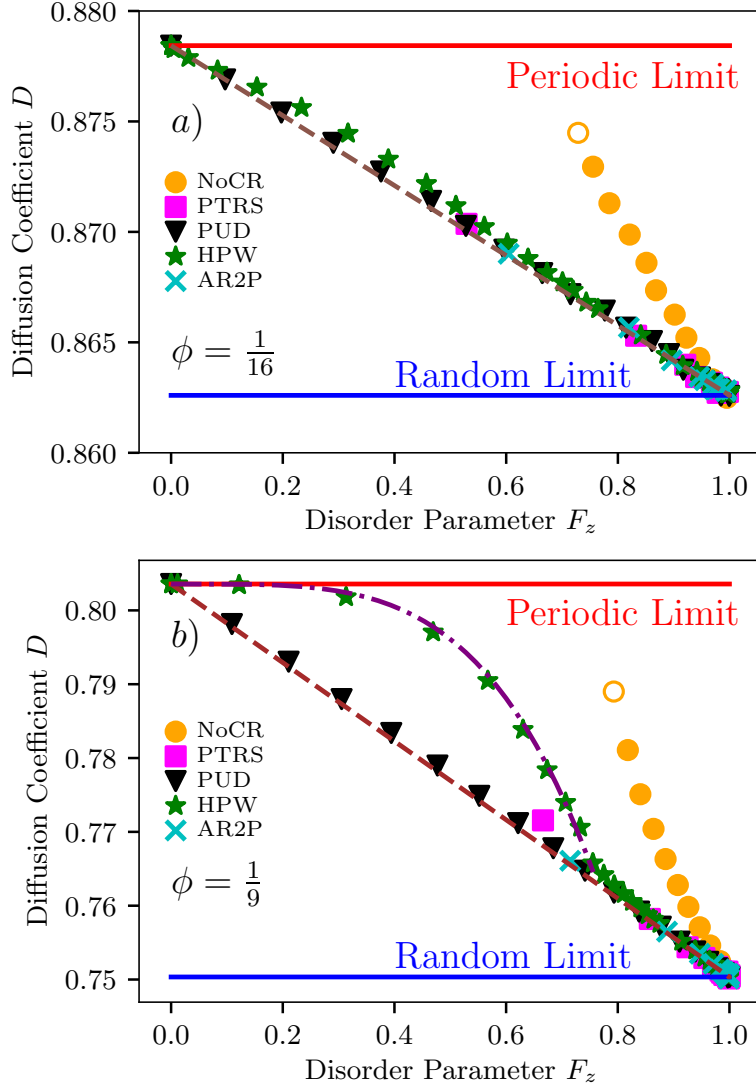 0.880
0.875
0.870
0.865
0.860
Diffusion Coefficient D
Periodic Limit
a)
NoCR
PTRS
PUD
HPW
AR2P
ϕ = 1/16
Random Limit
0.0 0.2 0.4 0.6 0.8 1.0
Disorder Parameter F_z
0.80
0.79
0.78
0.77
0.76
0.75
Diffusion Coefficient D
Periodic Limit
b)
NoCR
PTRS
PUD
HPW
AR2P
ϕ = 1/9
Random Limit
0.0 0.2 0.4 0.6 0.8 1.0
Disorder Parameter F_z